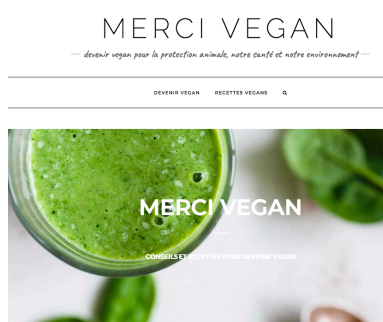 MERCI VEGAN
devenir vegan pour la protection animale, notre santé et notre environnement
DEVENIR VEGAN RECETTES VEGANS
MERCI VEGAN
CONSEILS ET RECETTES POUR DEVENIR VEGAN